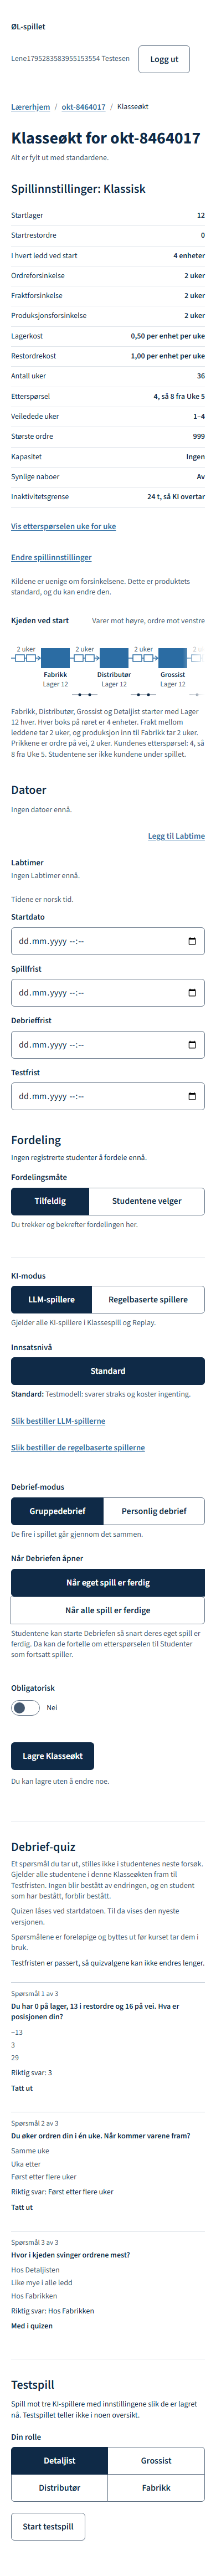 ØL-spillet
Lene1795283583955153554 Testesen
Logg ut
Lærerhjem / okt-8464017 / Klasseøkt
Klasseøkt for okt-8464017
Alt er fylt ut med standardene.
Spillinnstillinger: Klassisk
Startlager 12
Startrestordre 0
I hvert ledd ved start 4 enheter
Ordreforsinkelse 2 uker
Fraktforsinkelse 2 uker
Produksjonsforsinkelse 2 uker
Lagerkost 0,50 per enhet per uke
Restordrekost 1,00 per enhet per uke
Antall uker 36
Etterspørsel 4, så 8 fra Uke 5
Veiledede uker 1–4
Største ordre 999
Kapasitet Ingen
Synlige naboer Av
Inaktivitetsgrense 24 t, så KI overtar
Vis etterspørselen uke for uke
Endre spillinnstillinger
Kildene er uenige om forsinkelsene. Dette er produktets
standard, og du kan endre den.
Kjeden ved start Varer mot høyre, ordre mot venstre
2 uker 2 uker 2 uker
Fabrikk Distributør Grossist
Lager 12 Lager 12 Lager 12
Fabrikk, Distributør, Grossist og Detaljist starter med Lager
12 hver. Hver boks på røret er 4 enheter. Frakt mellom
leddene tar 2 uker, og produksjon inn til Fabrikk tar 2 uker.
Prikkene er ordre på vei, 2 uker. Kundenes etterspørsel: 4, så
8 fra Uke 5. Studentene ser ikke kundene under spillet.
Datoer
Ingen datoer ennå.
Legg til Labtime
Labtimer
Ingen Labtimer ennå.
Tidene er norsk tid.
Startdato
dd.mm.yyyy --:--
Spillfrist
dd.mm.yyyy --:--
Debrieffrist
dd.mm.yyyy --:--
Testfrist
dd.mm.yyyy --:--
Fordeling
Ingen registrerte studenter å fordele ennå.
Fordelingsmåte
Tilfeldig Studentene velger
Du trekker og bekrefter fordelingen her.
KI-modus
LLM-spillere Regelbaserte spillere
Gjelder alle KI-spillere i Klassespill og Replay.
Innsatsnivå
Standard
Standard: Testmodell: svarer straks og koster ingenting.
Slik bestiller LLM-spillerne
Slik bestiller de regelbaserte spillerne
Debrief-modus
Gruppedebrief Personlig debrief
De fire i spillet går gjennom det sammen.
Når Debriefen åpner
Når eget spill er ferdig
Når alle spill er ferdige
Studentene kan starte Debriefen så snart deres eget spill er
ferdig. Da kan de fortelle om etterspørselen til Studenter
som fortsatt spiller.
Obligatorisk
Nei
Lagre Klasseøkt
Du kan lagre uten å endre noe.
Debrief-quiz
Et spørsmål du tar ut, stilles ikke i studentenes neste forsøk.
Gjelder alle studentene i denne Klasseøkten fram til
Testfristen. Ingen blir bestått av endringen, og en student
som har bestått, forblir bestått.
Quizen låses ved startdatoen. Til da vises den nyeste
versjonen.
Spørsmålene er foreløpige og byttes ut før kurset tar dem i
bruk.
Testfristen er passert, så quizvalgene kan ikke endres lenger.
Spørsmål 1 av 3
Du har 0 på lager, 13 i restordre og 16 på vei. Hva er
posisjonen din?
−13
3
29
Riktig svar: 3
Tatt ut
Spørsmål 2 av 3
Du øker ordren din i én uke. Når kommer varene fram?
Samme uke
Uka etter
Først etter flere uker
Riktig svar: Først etter flere uker
Tatt ut
Spørsmål 3 av 3
Hvor i kjeden svinger ordrene mest?
Hos Detaljisten
Like mye i alle ledd
Hos Fabrikken
Riktig svar: Hos Fabrikken
Med i quizen
Testspill
Spill mot tre KI-spillere med innstillingene slik de er lagret
nå. Testspillet teller ikke i noen oversikt.
Din rolle
Detaljist Grossist
Distributør Fabrikk
Start testspill